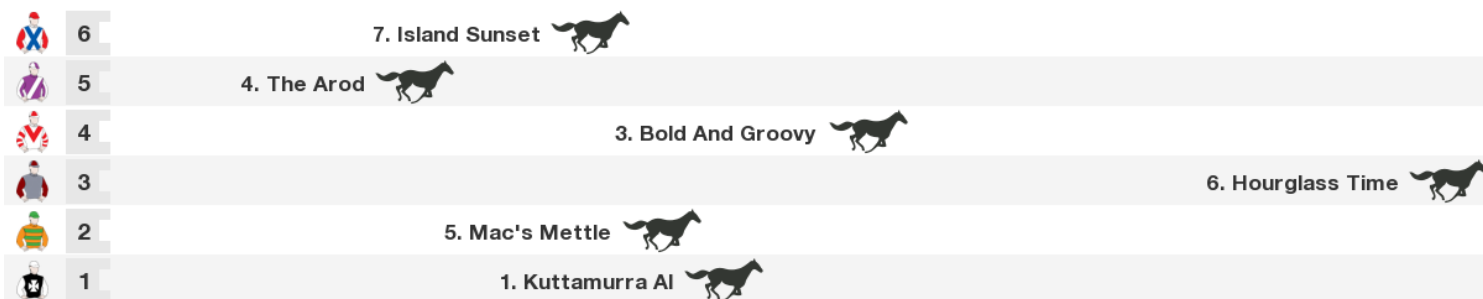 6 7. Island Sunset
5 4. The Arod
4 3. Bold And Groovy
3 6. Hourglass Time
2 5. Mac's Mettle
1 1. Kuttamurra Al